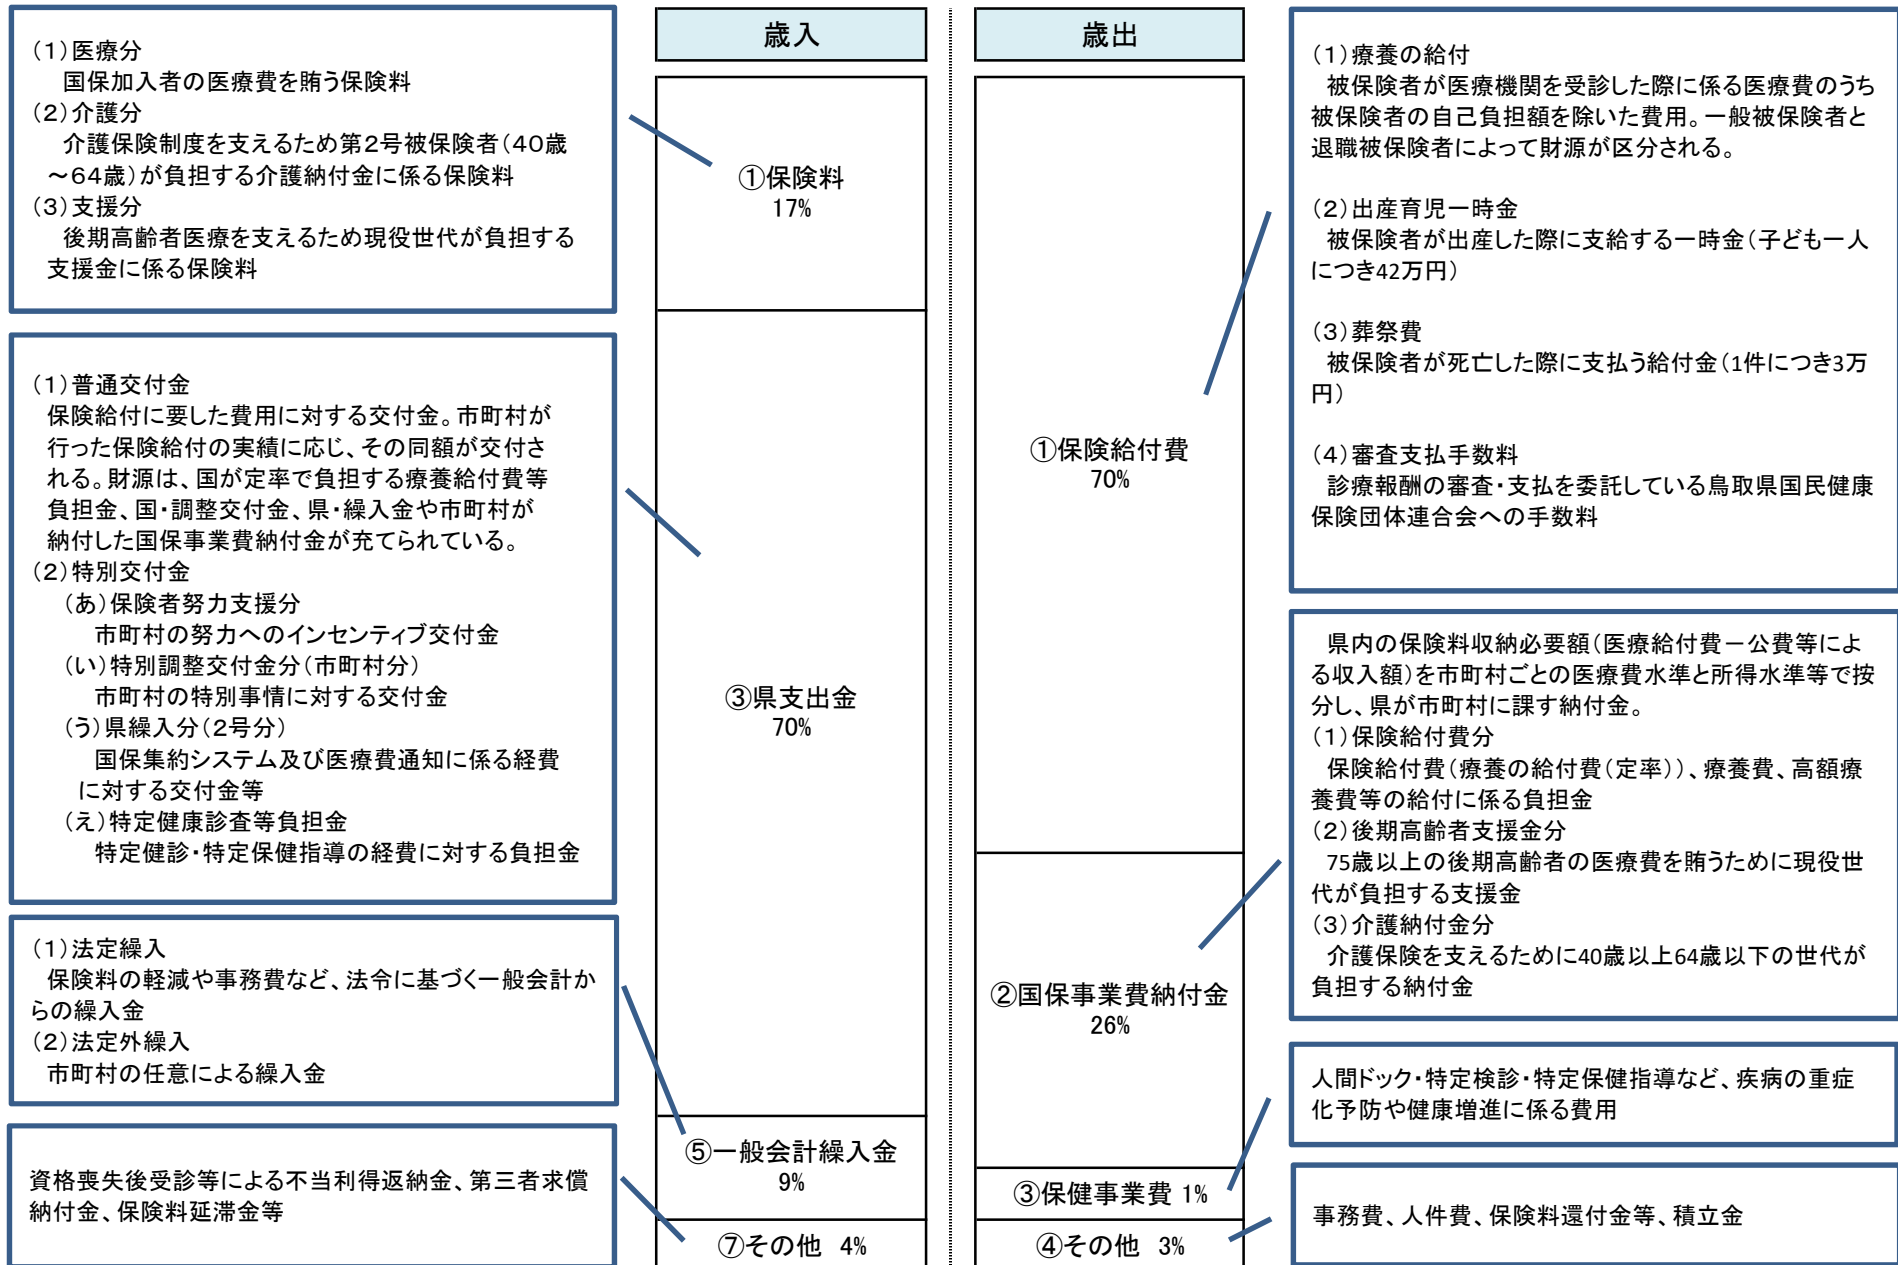 (1)医療分
国保加入者の医療費を賄う保険料
(2)介護分
介護保険制度を支えるため第2号被保険者(40歳
～64歳)が負担する介護納付金に係る保険料
(3)支援分
後期高齢者医療を支えるため現役世代が負担する
支援金に係る保険料
(1)普通交付金
保険給付に要した費用に対する交付金。市町村が
行った保険給付の実績に応じ、その同額が交付さ
れる。財源は、国が定率で負担する療養給付費等
負担金、国・調整交付金、県・繰入金や市町村が
納付した国保事業費納付金が充てられている。
(2)特別交付金
(あ)保険者努力支援分
市町村の努力へのインセンティブ交付金
(い)特別調整交付金分(市町村分)
市町村の特別事情に対する交付金
(う)県繰入分(2号分)
国保集約システム及び医療費通知に係る経費
に対する交付金等
(え)特定健康診査等負担金
特定健診・特定保健指導の経費に対する負担金
(1)法定繰入
保険料の軽減や事務費など、法令に基づく一般会計か
らの繰入金
(2)法定外繰入
市町村の任意による繰入金
資格喪失後受診等による不当利得返納金、第三者求償
納付金、保険料延滞金等
歳入
①保険料
17%
③県支出金
70%
⑤一般会計繰入金
9%
⑦その他 4%
歳出
①保険給付費
70%
②国保事業費納付金
26%
③保健事業費 1%
④その他 3%
(1)療養の給付
被保険者が医療機関を受診した際に係る医療費のうち
被保険者の自己負担額を除いた費用。一般被保険者と
退職被保険者によって財源が区分される。
(2)出産育児一時金
被保険者が出産した際に支給する一時金(子ども一人
につき42万円)
(3)葬祭費
被保険者が死亡した際に支払う給付金(1件につき3万
円)
(4)審査支払手数料
診療報酬の審査・支払を委託している鳥取県国民健康
保険団体連合会への手数料
県内の保険料収納必要額(医療給付費－公費等によ
る収入額)を市町村ごとの医療費水準と所得水準等で按
分し、県が市町村に課す納付金。
(1)保険給付費分
保険給付費(療養の給付費(定率))、療養費、高額療
養費等の給付に係る負担金
(2)後期高齢者支援金分
75歳以上の後期高齢者の医療費を賄うために現役世
代が負担する支援金
(3)介護納付金分
介護保険を支えるために40歳以上64歳以下の世代が
負担する納付金
人間ドック・特定検診・特定保健指導など、疾病の重症
化予防や健康増進に係る費用
事務費、人件費、保険料還付金等、積立金